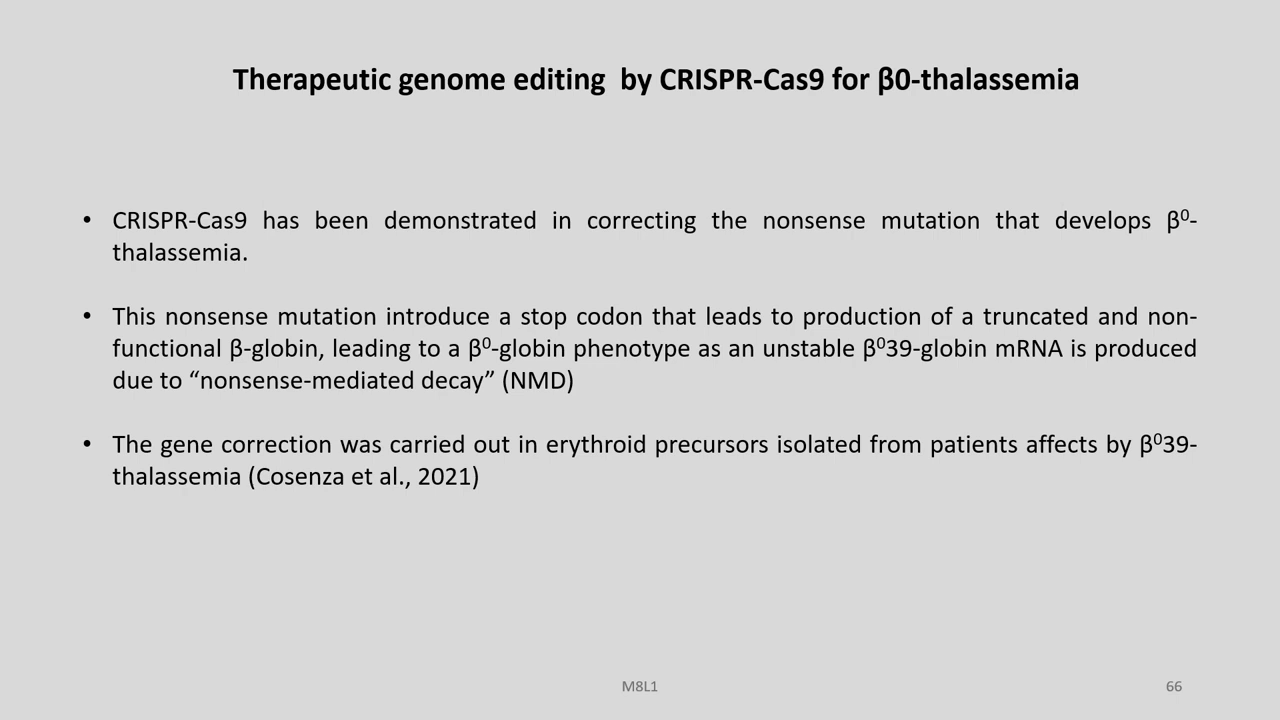 Therapeutic genome editing  by CRISPR-Cas9 for β0-thalassemia
• CRISPR-Cas9 has been demonstrated in correcting the nonsense mutation that develops β⁰-
thalassemia.
• This nonsense mutation introduce a stop codon that leads to production of a truncated and non-
functional β-globin, leading to a β⁰-globin phenotype as an unstable β⁰39-globin mRNA is produced
due to “nonsense-mediated decay” (NMD)
• The gene correction was carried out in erythroid precursors isolated from patients affects by β⁰39-
thalassemia (Cosenza et al., 2021)
M8L1
66